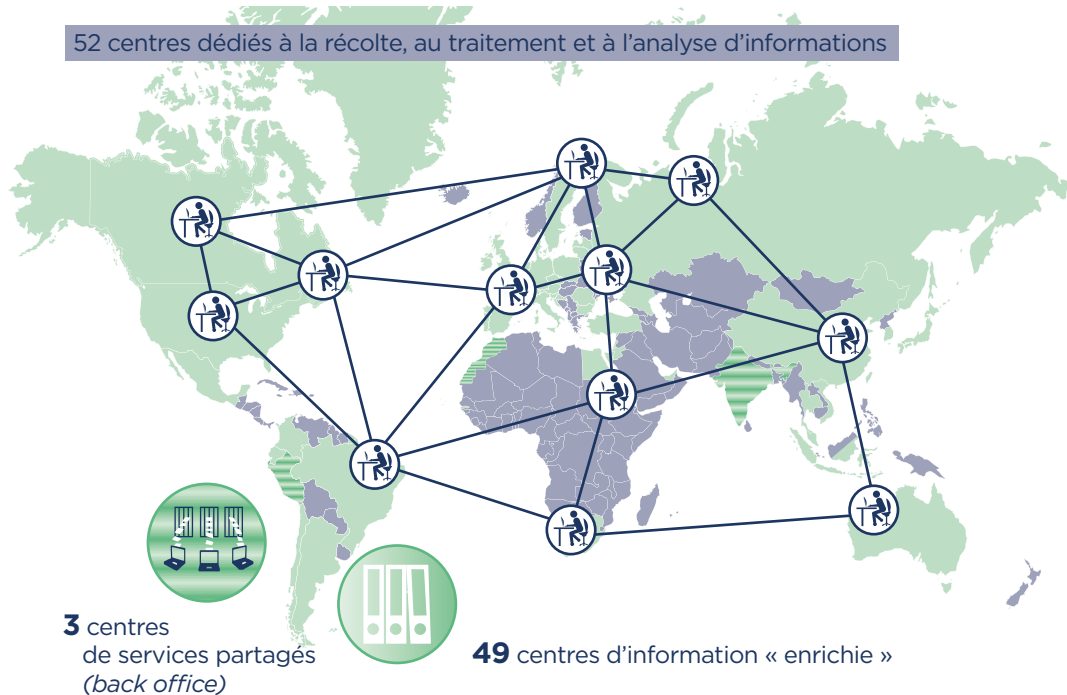 52 centres dédiés à la récolte, au traitement et à l’analyse d’informations
3 centres
de services partagés
(back office)
49 centres d’information « enrichie »